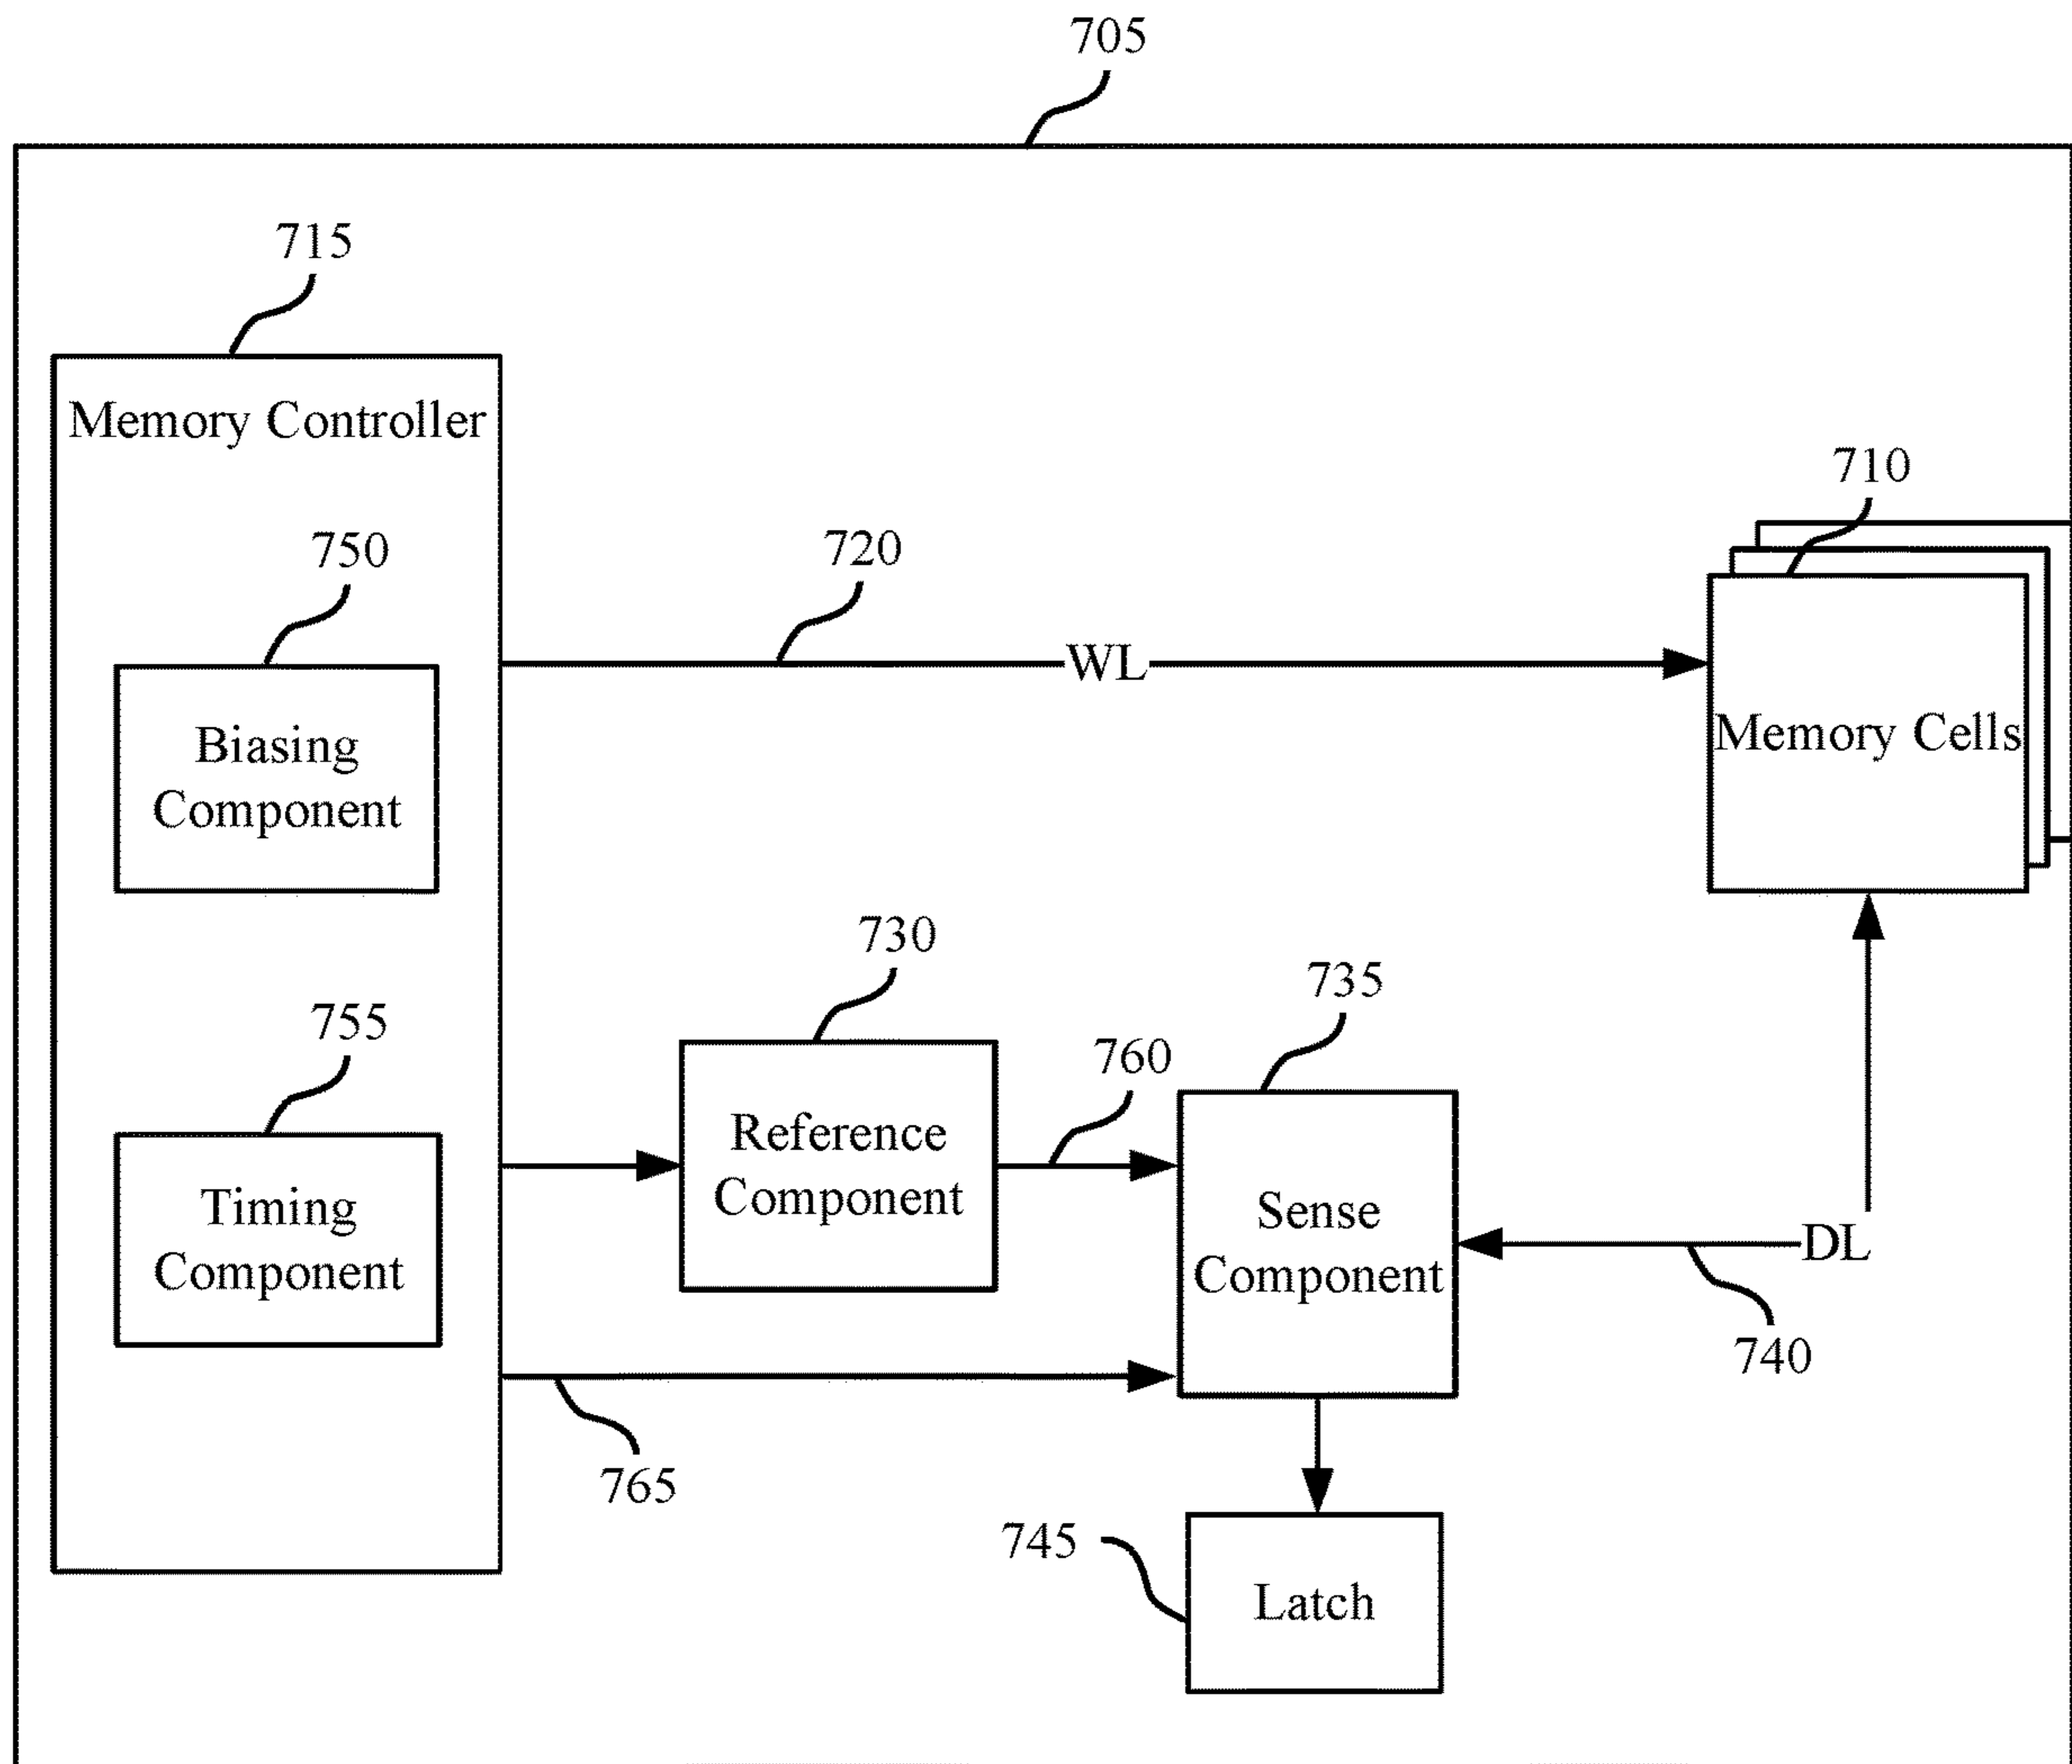 705
715
Memory Controller
710
750
720
WL
Biasing
Component
Memory Cells
730
735
755
760
Reference
Component
Timing
Component
Sense
Component
DL
740
765
745
Latch